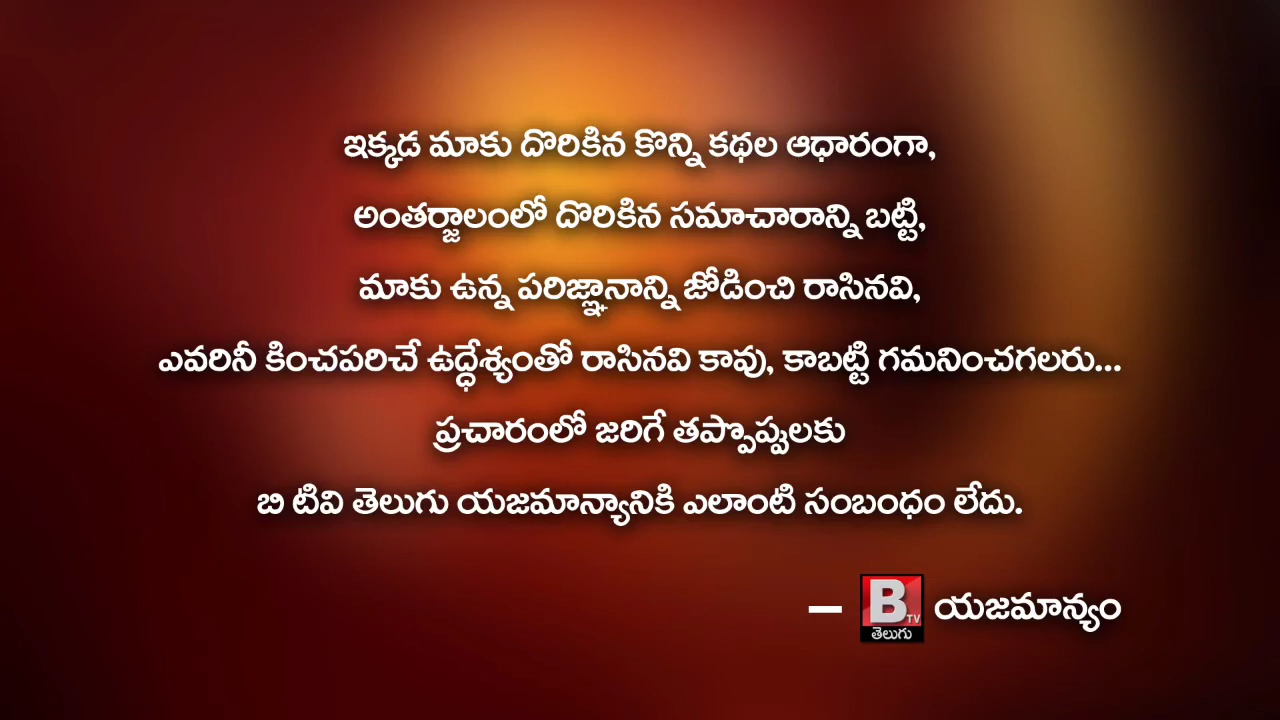 ఇక్కడ మాకు దొరికిన కొన్ని కథల ఆధారంగా,
అంతర్జాలంలో దొరికిన సమాచారాన్ని బట్టి,
మాకు ఉన్న పరిజ్ఞానాన్ని జోడించి రాసినవి,
ఎవరినీ కించపరిచే ఉద్ధేశ్యంతో రాసినవి కావు, కాబట్టి గమనించగలరు...
ప్రచారంలో జరిగే తప్పొప్పులకు
బి టివి తెలుగు యజమాన్యానికి ఎలాంటి సంబంధం లేదు.
– B TV తెలుగు యజమాన్యం